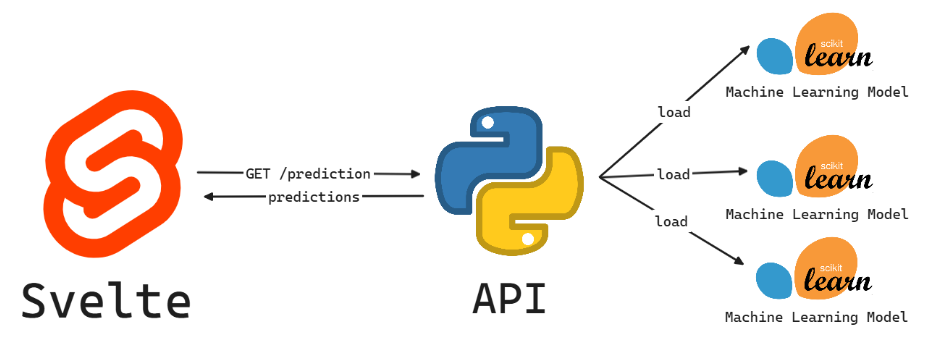 Svelte
GET /prediction
predictions
API
load
load
load
scikit
learn
Machine Learning Model
scikit
learn
Machine Learning Model
scikit
learn
Machine Learning Model